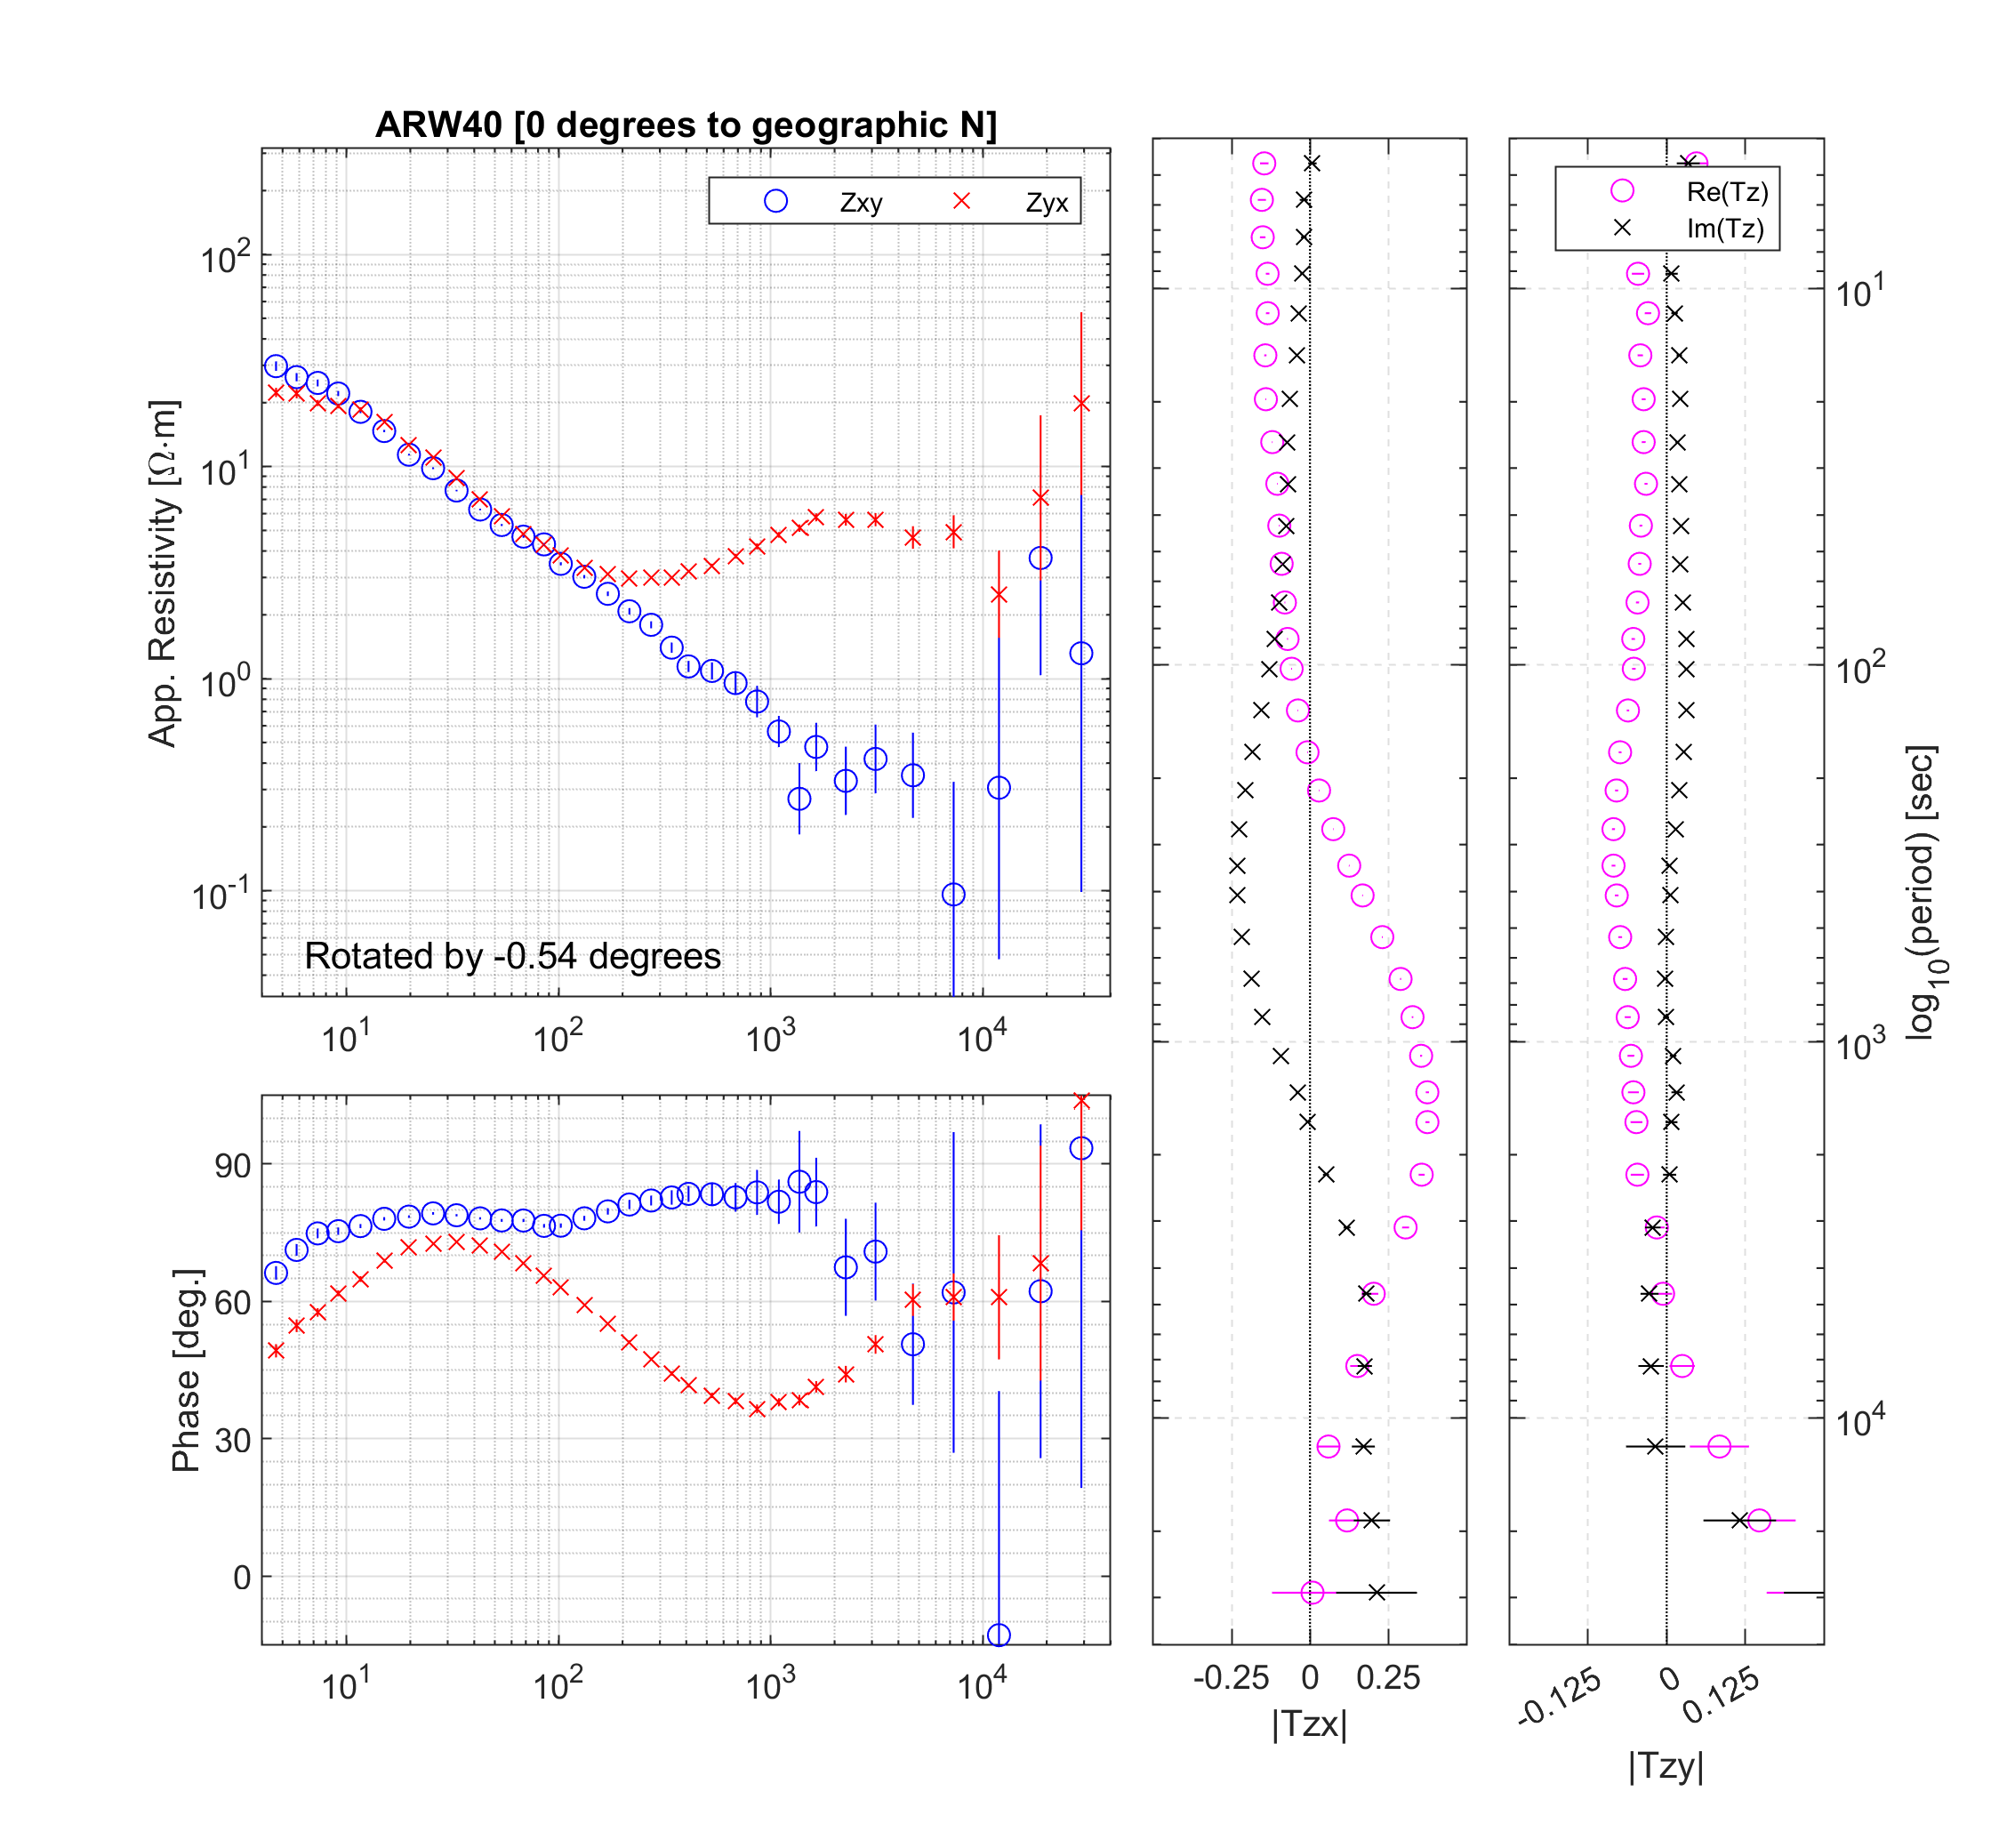 ARW40 [0 degrees to geographic N]
Zxy Zyx
10² 10¹ 10⁰ 10⁻¹
App. Resistivity [Ω·m]
Rotated by -0.54 degrees
10¹ 10² 10³ 10⁴
90 60 30 0
Phase [deg.]
10¹ 10² 10³ 10⁴
-0.25 0 0.25
|Tzx|
Re(Tz)
Im(Tz)
10¹ 10² 10³ 10⁴
log₁₀(period) [sec]
-0.125 0 0.125
|Tzy|